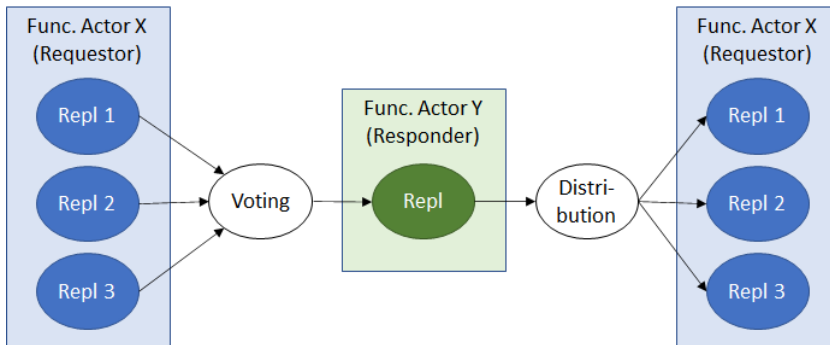 Func. Actor X
(Requestor)
Repl 1
Repl 2
Repl 3
Voting
Func. Actor Y
(Responder)
Repl
Distri-
bution
Func. Actor X
(Requestor)
Repl 1
Repl 2
Repl 3